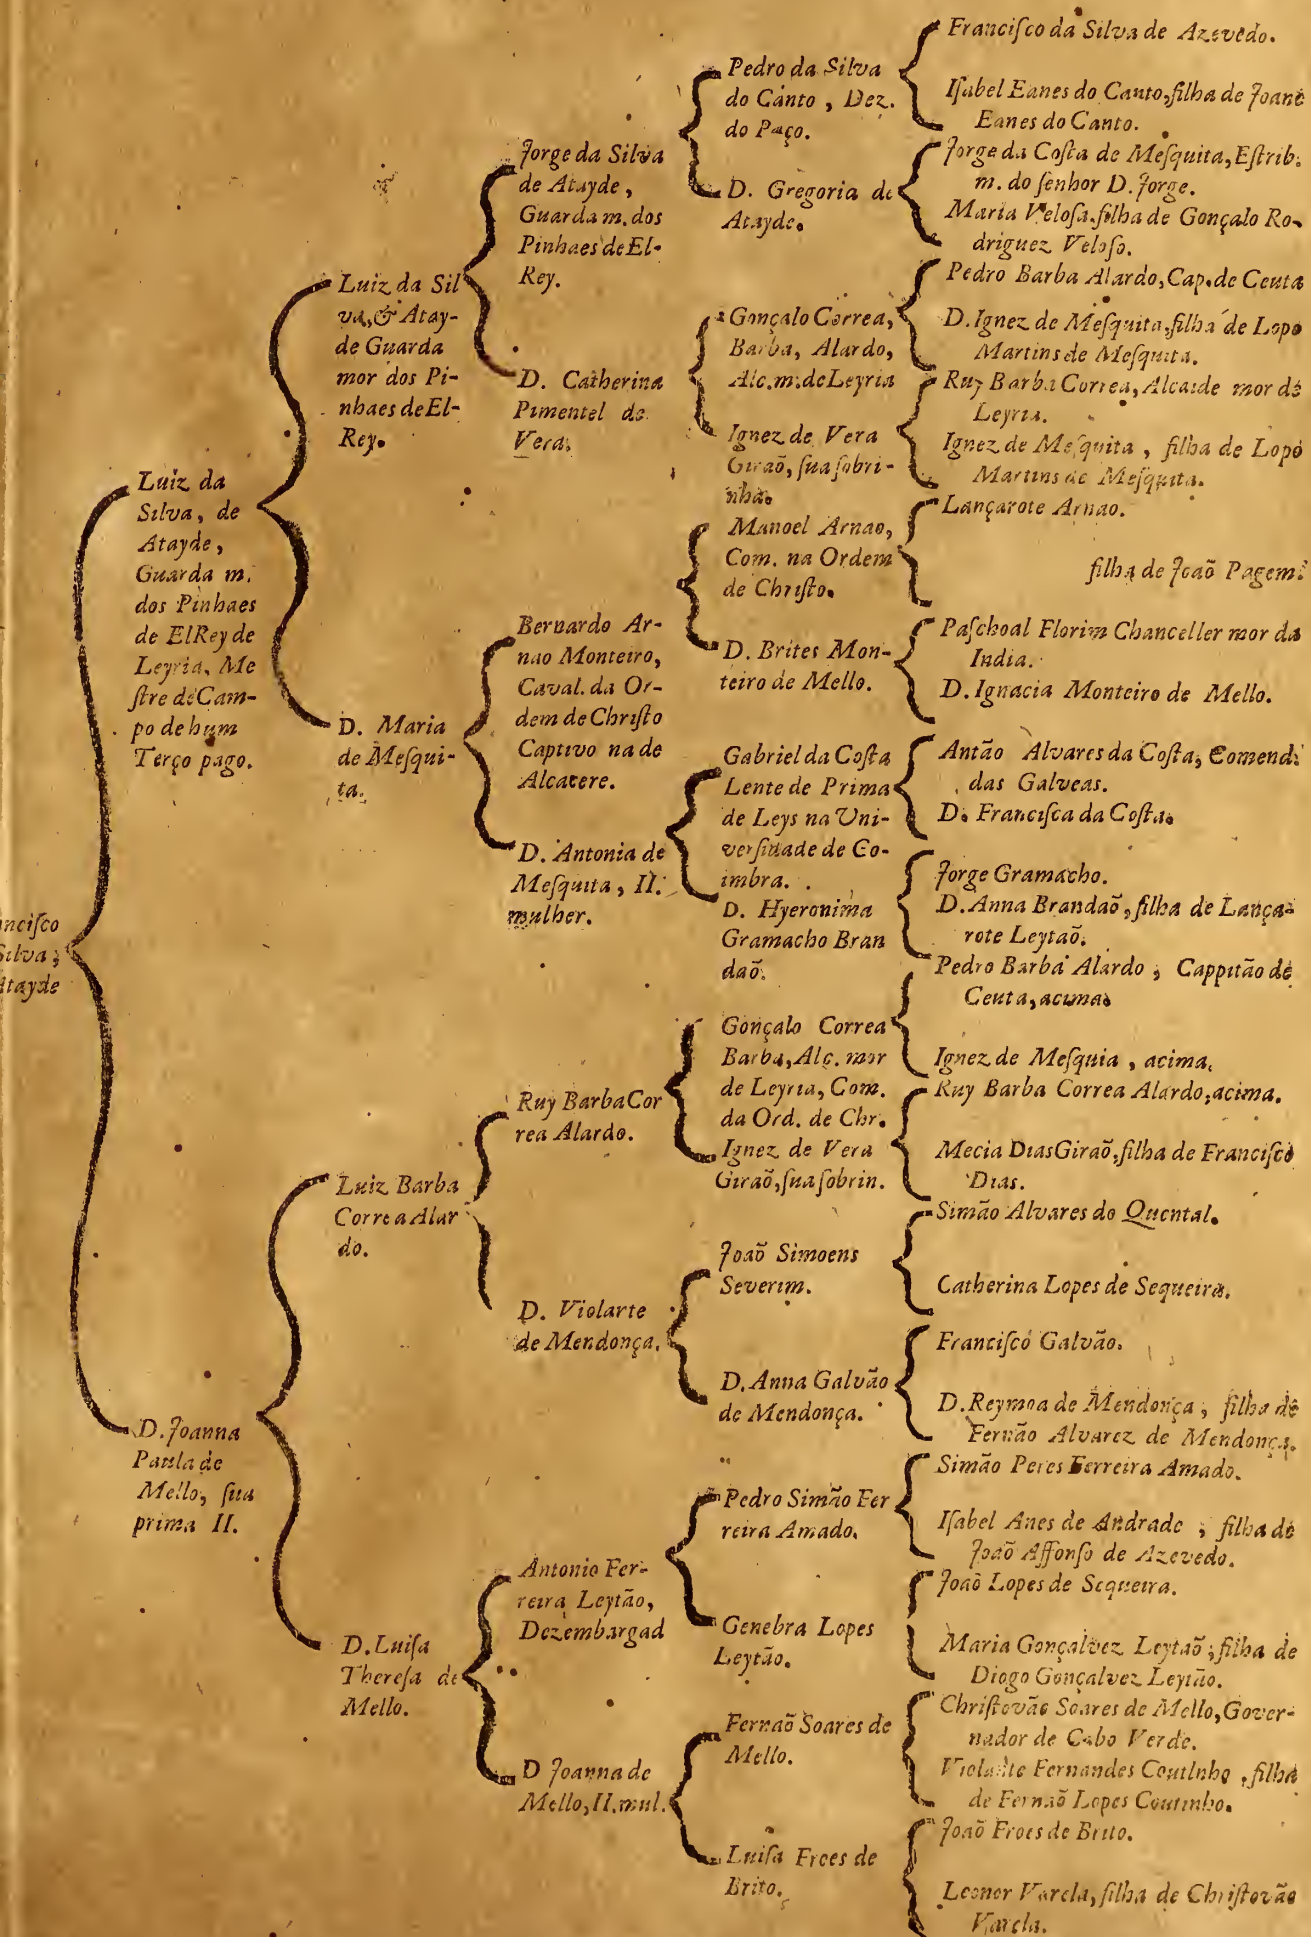 Franciſco da Silva de Azevedo.
Iſabel Eanes do Canto, filha de Joane
Eanes do Canto.
Jorge da Coſta de Meſquita, Eſtrib.
m. do ſenhor D. Jorge.
Maria Veloſa, filha de Gonçalo Ro-
driguez Veloſo.
Pedro Barba Alardo, Cap. de Ceuta
D. Ignez de Meſquita, filha de Lopo
Martins de Meſquita.
Ruy Barba Correa, Alcaide mor de
Leyria.
Ignez de Meſquita, filha de Lopo
Martins de Meſquita.
Lançarote Arnao.
filha de Joaõ Pagem.
Paſchoal Florim Chanceller mor da
India.
D. Ignacia Monteiro de Mello.
Antão Alvares da Coſta, Comend.
das Galveas.
D. Franciſca da Coſta.
Jorge Gramacho.
D. Anna Brandaõ, filha de Lança-
rote Leytaõ.
Pedro Barba Alardo, Cappitão de
Ceuta, acima.
Ignez de Meſquia, acima.
Ruy Barba Correa Alardo, acima.
Mecia Dias Giraõ, filha de Franciſco
Dias.
Simão Alvares do Quental.
Catherina Lopes de Sequeira.
Franciſco Galvão.
D. Reymoa de Mendonça, filha de
Fernão Alvarez de Mendonça.
Simão Peres Ferreira Amado.
Iſabel Anes de Andrade, filha de
Joaõ Affonſo de Azevedo.
Joaõ Lopes de Sequeira.
Maria Gonçalvez Leytaõ, filha de
Diogo Gonçalvez Leytão.
Chriſtovão Soares de Mello, Gover-
nador de Cabo Verde.
Violante Fernandes Coutinho, filha
de Fernaõ Lopes Coutinho.
Joaõ Froes de Brito.
Leonor Varela, filha de Chriſtovão
Varela.
Pedro da Silva
do Canto, Dez.
do Paço.
D. Gregoria de
Atayde.
Gonçalo Correa,
Barba, Alardo,
Alc. m. de Leyria
Ignez de Vera
Giraõ, ſua ſobri-
nha.
Manoel Arnao,
Com. na Ordem
de Chriſto.
D. Brites Mon-
teiro de Mello.
Gabriel da Coſta
Lente de Prima
de Leys na Uni-
verſidade de Co-
imbra.
D. Hyeronima
Gramacho Bran
daõ.
Gonçalo Correa
Barba, Alc. mor
de Leyria, Com.
da Ord. de Chr.
Ignez de Vera
Giraõ, ſua ſobrin.
Joaõ Simoens
Severim.
D. Anna Galvão
de Mendonça.
Pedro Simão Fer
reira Amado.
Genebra Lopes
Leytão.
Fernaõ Soares de
Mello.
Luiſa Froes de
Brito.
Jorge da Silva
de Atayde,
Guarda m. dos
Pinhaes de El-
Rey.
D. Catherina
Pimentel de
Vera.
Bernardo Ar-
nao Monteiro,
Caval. da Or-
dem de Chriſto
Captivo na de
Alcacere.
D. Antonia de
Meſquita, II.
mulher.
Ruy Barba Cor
rea Alardo.
D. Violarte
de Mendonça.
Antonio Fer-
reira Leytão,
Dezembargad
D Joanna de
Mello, II. mul.
Luiz da Sil
va, & Atay-
de Guarda
mor dos Pi-
nhaes de El-
Rey.
D. Maria
de Meſqui-
ta.
Luiz Barba
Correa Alar
do.
D. Luiſa
Thereſa de
Mello.
Luiz da
Silva, de
Atayde,
Guarda m.
dos Pinhaes
de ElRey de
Leyria, Me
ſtre de Cam-
po de hum
Terço pago.
D. Joanna
Paula de
Mello, ſua
prima II.
nciſco
Silva,
Atayde